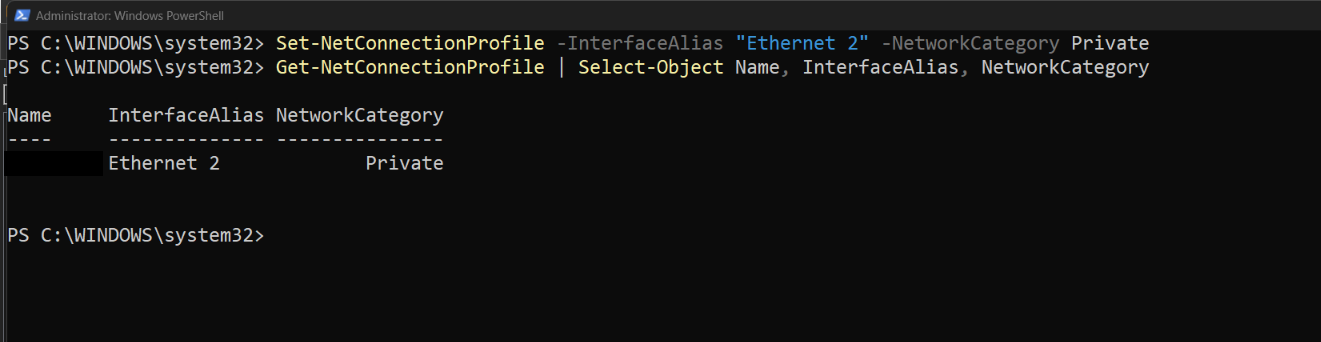 Administrator: Windows PowerShell
PS C:\WINDOWS\system32> Set-NetConnectionProfile -InterfaceAlias "Ethernet 2" -NetworkCategory Private
PS C:\WINDOWS\system32> Get-NetConnectionProfile | Select-Object Name, InterfaceAlias, NetworkCategory
Name InterfaceAlias NetworkCategory
---- -------------- ---------------
Ethernet 2 Private
PS C:\WINDOWS\system32>